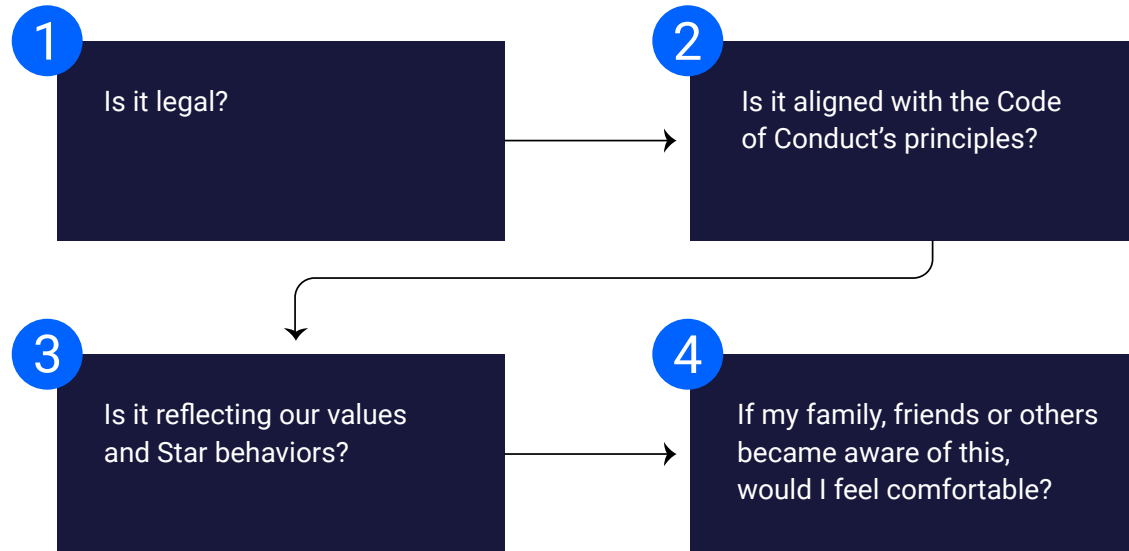 1
Is it legal?
2
Is it aligned with the Code
of Conduct’s principles?
3
Is it reflecting our values
and Star behaviors?
4
If my family, friends or others
became aware of this,
would I feel comfortable?